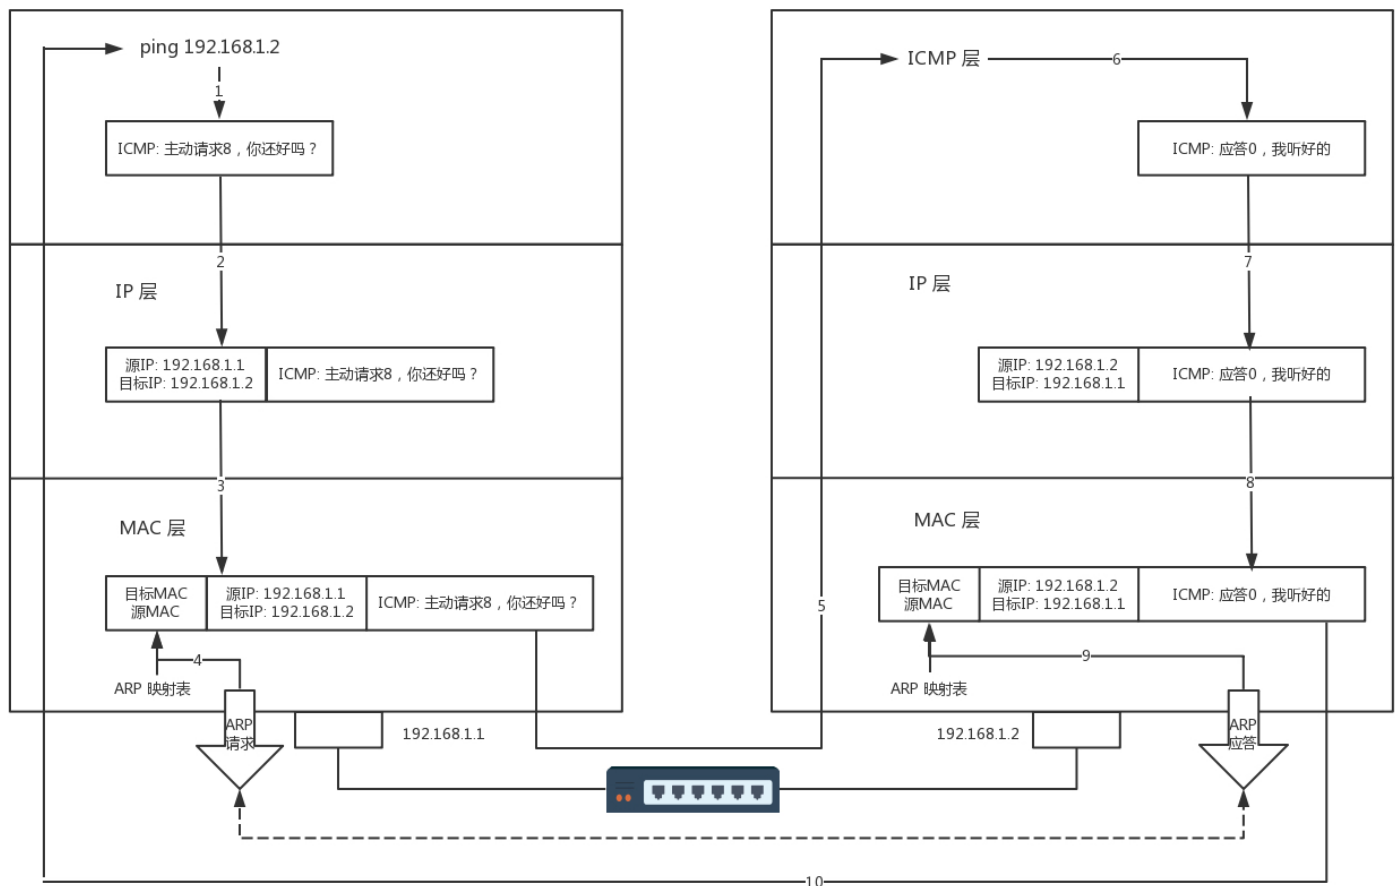 ping 192.168.1.2
1
ICMP: 主动请求8，你还好吗？
2
IP 层
源IP: 192.168.1.1
目标IP: 192.168.1.2
ICMP: 主动请求8，你还好吗？
3
MAC 层
目标MAC
源MAC
源IP: 192.168.1.1
目标IP: 192.168.1.2
ICMP: 主动请求8，你还好吗？
4
ARP 映射表
ARP
请求
192.168.1.1
5
ICMP 层
6
ICMP: 应答0，我听好的
7
IP 层
源IP: 192.168.1.2
目标IP: 192.168.1.1
ICMP: 应答0，我听好的
8
MAC 层
目标MAC
源MAC
源IP: 192.168.1.2
目标IP: 192.168.1.1
ICMP: 应答0，我听好的
9
ARP 映射表
192.168.1.2
ARP
应答
10